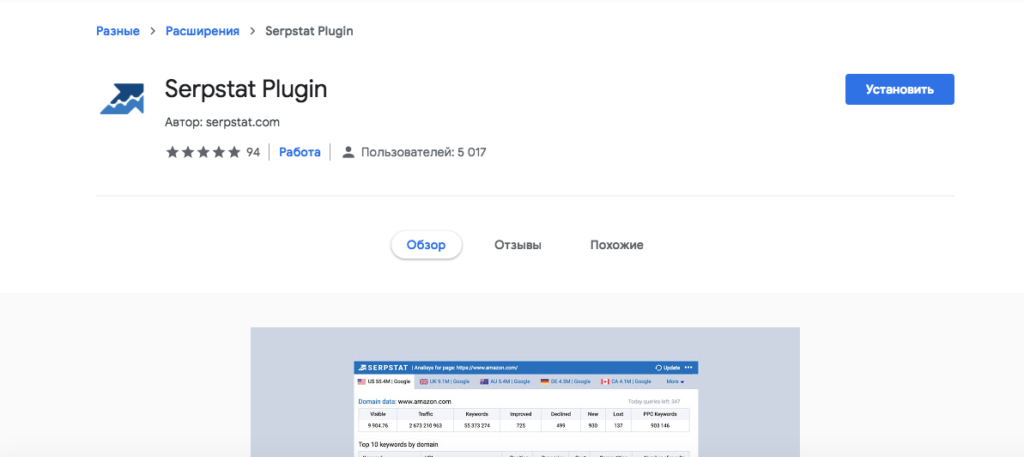 Разные > Расширения > Serpstat Plugin
Serpstat Plugin
Установить
Автор: serpstat.com
94 Работа Пользователей: 5 017
Обзор Отзывы Похожие
SERPSTAT | Analisys for page: https://www.amazon.com/ Update •••
US 55.4M | Google UK 9.1M | Google AU 5.4M | Google DE 4.3M | Google CA 4.1M | Google More
Domain data: www.amazon.com Today queries left: 347
Visible Traffic Keywords Improved Declined New Lost PPC Keywords
9 904.76 2 673 210 963 55 373 274 725 499 930 137 903 146
Top 10 keywords by domain